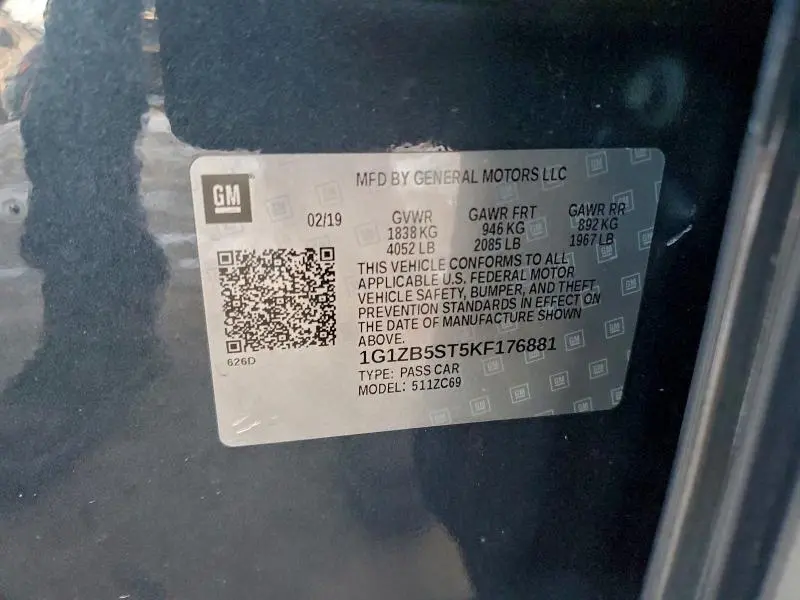 GM
MFD BY GENERAL MOTORS LLC
02/19 GVWR GAWR FRT GAWR RR
1838 KG 946 KG 892 KG
4052 LB 2085 LB 1967 LB
THIS VEHICLE CONFORMS TO ALL
APPLICABLE U.S. FEDERAL MOTOR
VEHICLE SAFETY, BUMPER, AND THEFT
PREVENTION STANDARDS IN EFFECT ON
THE DATE OF MANUFACTURE SHOWN
ABOVE.
626D
1G1ZB5ST5KF176881
TYPE: PASS CAR
MODEL: 511ZC69